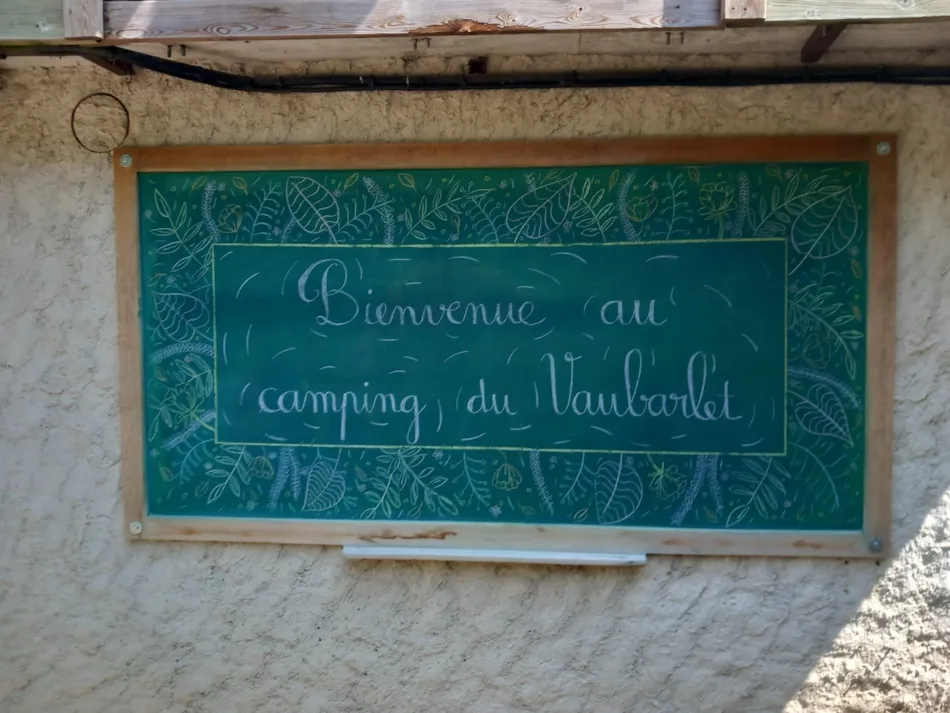 Bienvenue au
camping du Vaubarlet